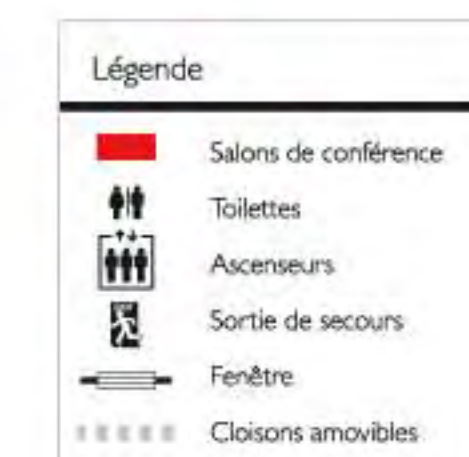 Légende
Salons de conférence
Toilettes
Ascenseurs
Sortie de secours
Fenêtre
Cloisons amovibles